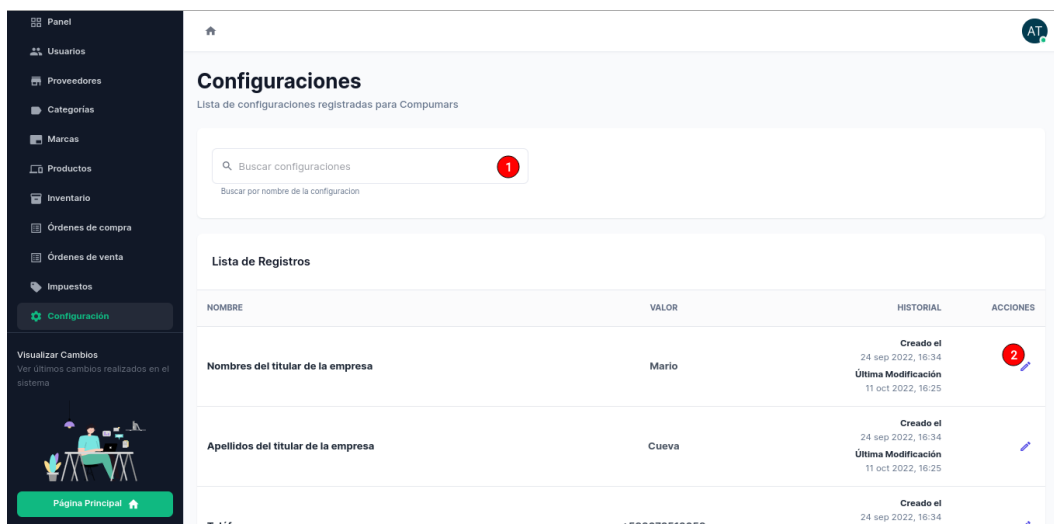 Panel
Usuarios
Proveedores
Categorías
Marcas
Productos
Inventario
Órdenes de compra
Órdenes de venta
Impuestos
Configuración
Visualizar Cambios
Ver últimos cambios realizados en el
sistema
Página Principal
AT
Configuraciones
Lista de configuraciones registradas para Compumars
Buscar configuraciones
1
Buscar por nombre de la configuracion
Lista de Registros
NOMBRE VALOR HISTORIAL ACCIONES
Nombres del titular de la empresa Mario
Creado el
24 sep 2022, 16:34
Última Modificación
11 oct 2022, 16:25
2
Apellidos del titular de la empresa Cueva
Creado el
24 sep 2022, 16:34
Última Modificación
11 oct 2022, 16:25
Creado el
24 sep 2022, 16:34